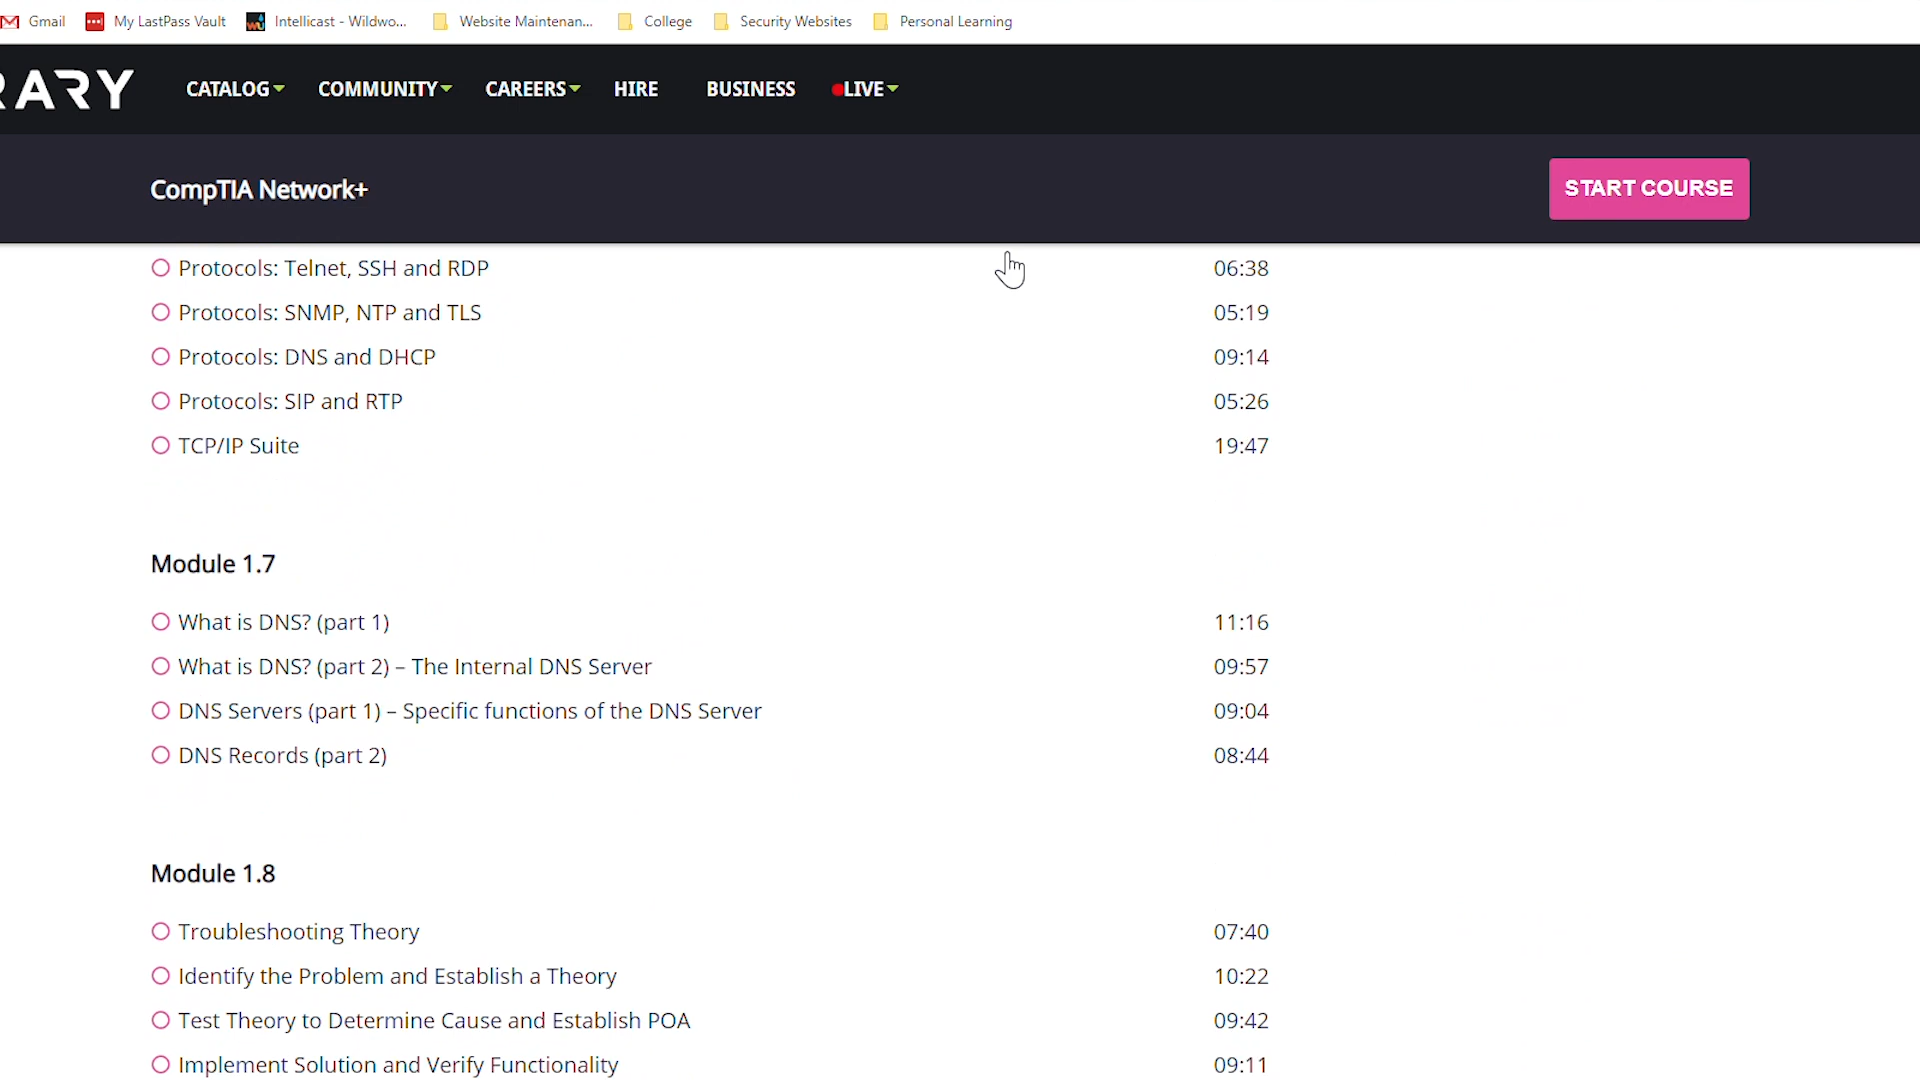 Gmail My LastPass Vault Intellicast - Wildwo... Website Maintenan... College Security Websites Personal Learning
RARY CATALOG COMMUNITY CAREERS HIRE BUSINESS LIVE
CompTIA Network+ START COURSE
Protocols: Telnet, SSH and RDP 06:38
Protocols: SNMP, NTP and TLS 05:19
Protocols: DNS and DHCP 09:14
Protocols: SIP and RTP 05:26
TCP/IP Suite 19:47
Module 1.7
What is DNS? (part 1) 11:16
What is DNS? (part 2) – The Internal DNS Server 09:57
DNS Servers (part 1) – Specific functions of the DNS Server 09:04
DNS Records (part 2) 08:44
Module 1.8
Troubleshooting Theory 07:40
Identify the Problem and Establish a Theory 10:22
Test Theory to Determine Cause and Establish POA 09:42
Implement Solution and Verify Functionality 09:11